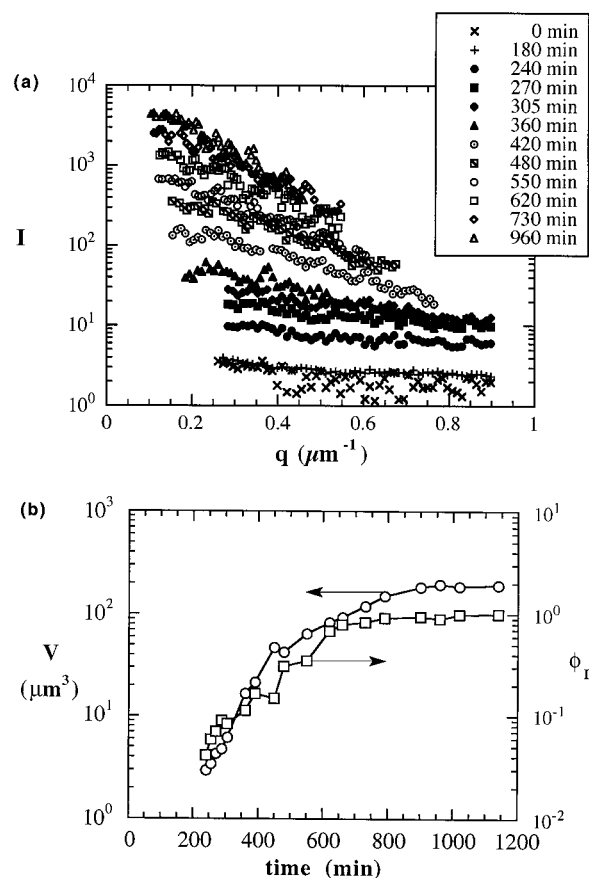 0 min
180 min
240 min
270 min
305 min
360 min
420 min
480 min
550 min
620 min
730 min
960 min
(a)
10^4
10^3
10^2
10^1
10^0
I
0 0.2 0.4 0.6 0.8 1
q (μm^-1)
(b)
10^3
10^2
10^1
10^0
V
(μm^3)
10^1
10^0
10^-1
10^-2
ϕ_r
0 200 400 600 800 1000 1200
time (min)